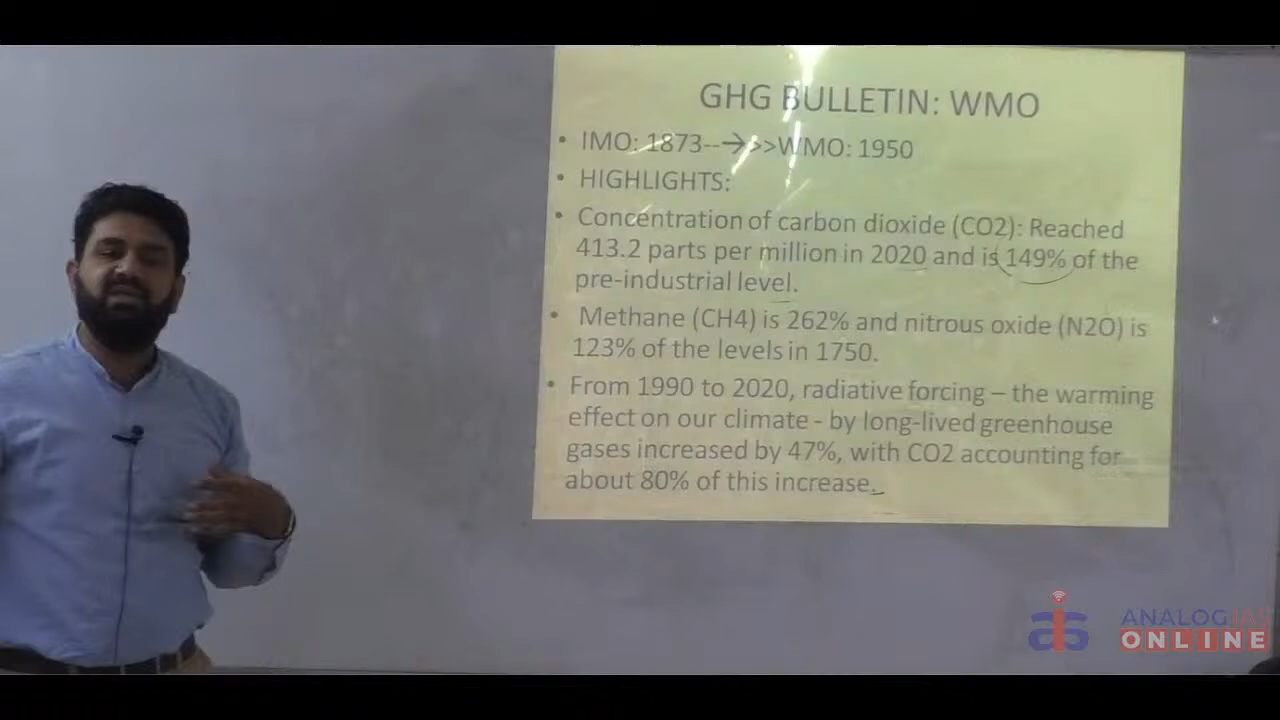 GHG BULLETIN: WMO
• IMO: 1873--→>>WMO: 1950
• HIGHLIGHTS:
• Concentration of carbon dioxide (CO2): Reached
413.2 parts per million in 2020 and is 149% of the
pre-industrial level.
• Methane (CH4) is 262% and nitrous oxide (N2O) is
123% of the levels in 1750.
• From 1990 to 2020, radiative forcing – the warming
effect on our climate - by long-lived greenhouse
gases increased by 47%, with CO2 accounting for
about 80% of this increase.
ais
ANALOG IAS
ONLINE